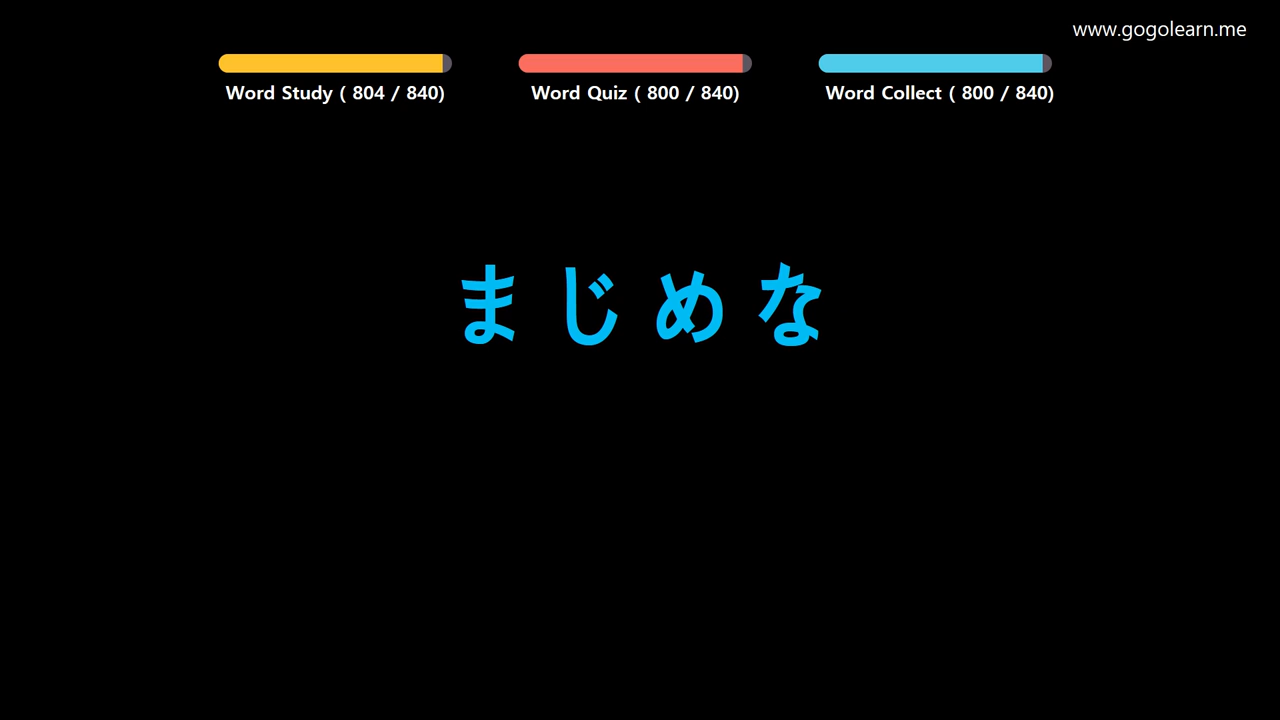 www.gogolearn.me
Word Study ( 804 / 840) Word Quiz ( 800 / 840) Word Collect ( 800 / 840)
まじめな